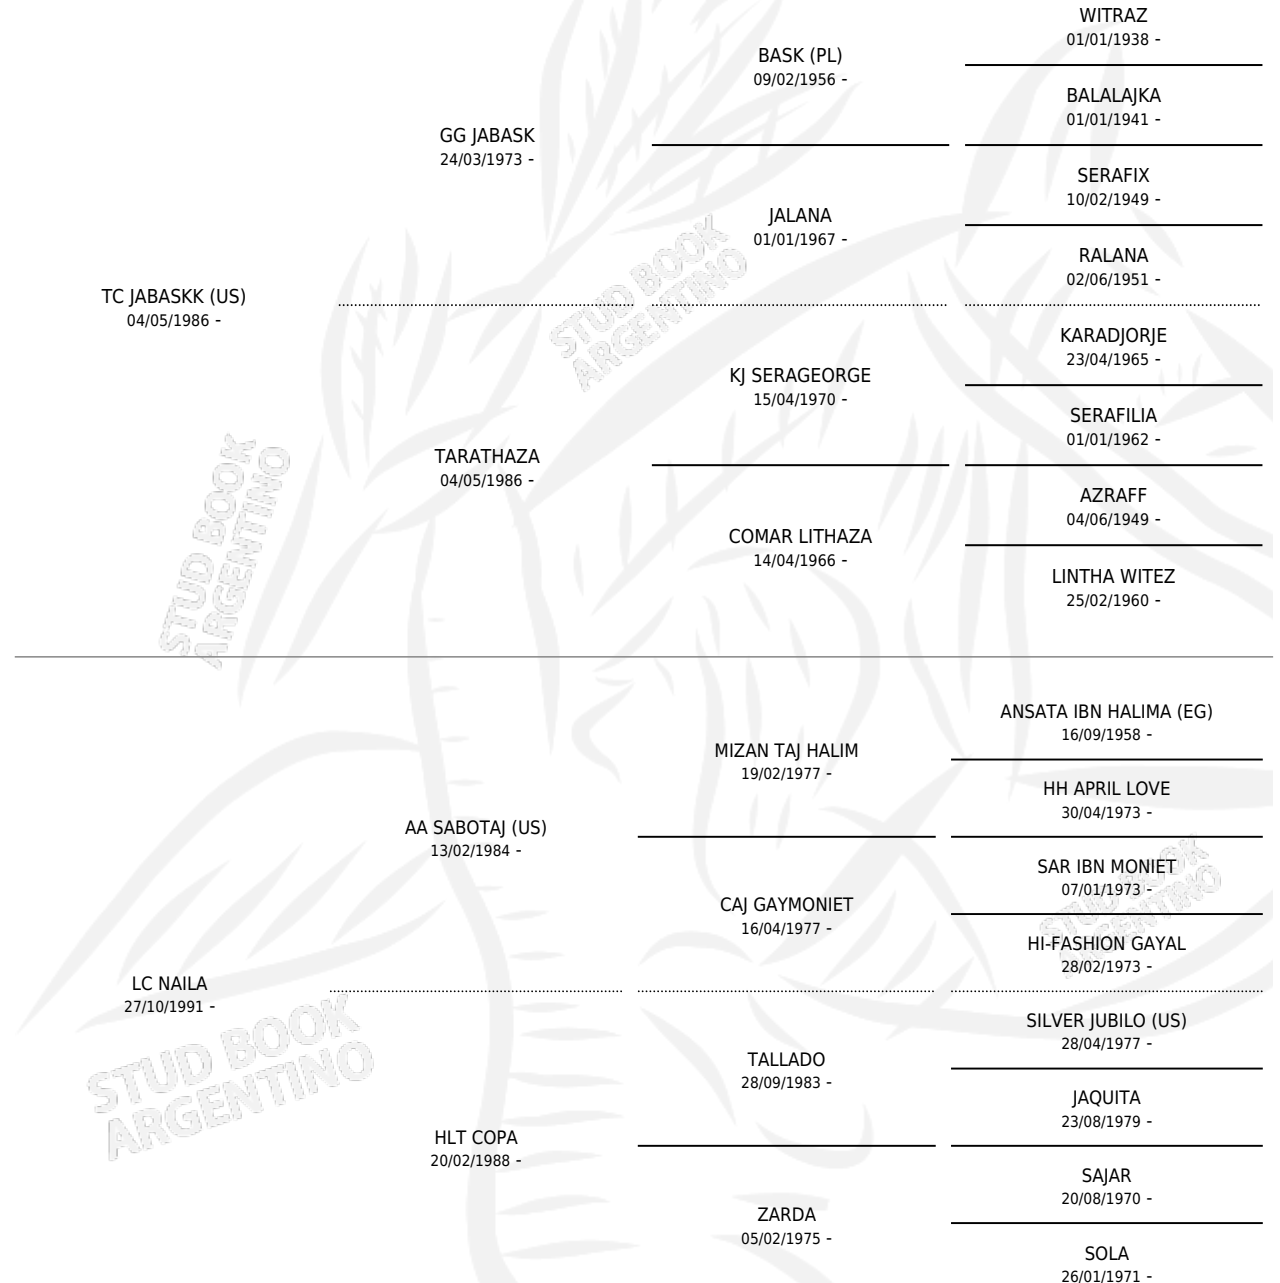 WITRAZ
01/01/1938 -
BASK (PL)
09/02/1956 -
BALALAJKA
01/01/1941 -
GG JABASK
24/03/1973 -
SERAFIX
10/02/1949 -
JALANA
01/01/1967 -
RALANA
02/06/1951 -
TC JABASKK (US)
04/05/1986 -
KARADJORJE
23/04/1965 -
KJ SERAGEORGE
15/04/1970 -
SERAFILIA
01/01/1962 -
TARATHAZA
04/05/1986 -
AZRAFF
04/06/1949 -
COMAR LITHAZA
14/04/1966 -
LINTHA WITEZ
25/02/1960 -
ANSATA IBN HALIMA (EG)
16/09/1958 -
MIZAN TAJ HALIM
19/02/1977 -
HH APRIL LOVE
30/04/1973 -
AA SABOTAJ (US)
13/02/1984 -
SAR IBN MONIET
07/01/1973 -
CAJ GAYMONIET
16/04/1977 -
HI-FASHION GAYAL
28/02/1973 -
LC NAILA
27/10/1991 -
SILVER JUBILO (US)
28/04/1977 -
TALLADO
28/09/1983 -
JAQUITA
23/08/1979 -
HLT COPA
20/02/1988 -
SAJAR
20/08/1970 -
ZARDA
05/02/1975 -
SOLA
26/01/1971 -
STUD BOOK
ARGENTINO
STUD BOOK
ARGENTINO
STUD BOOK
ARGENTINO
STUD BOOK
ARGENTINO